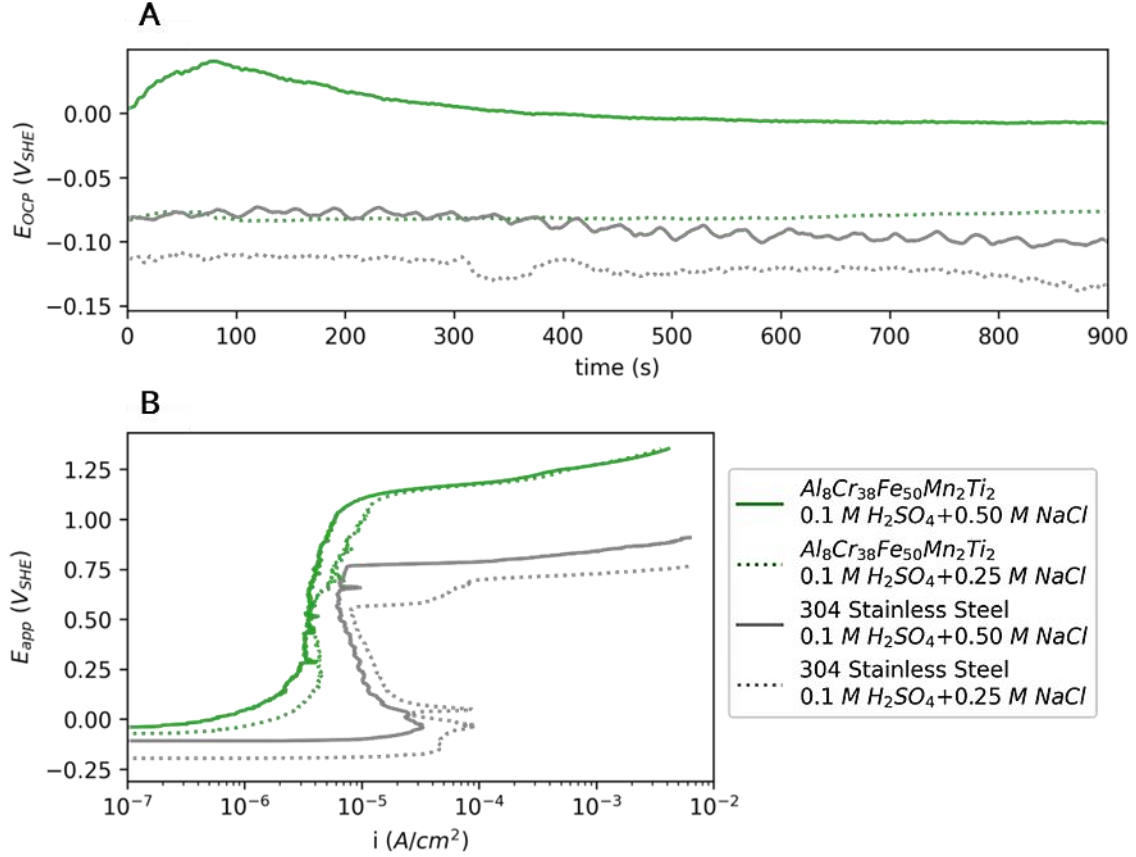 A
0.00
−0.05
−0.10
−0.15
E_OCP (V_SHE)
0 100 200 300 400 500 600 700 800 900
time (s)
B
1.25
1.00
0.75
0.50
0.25
0.00
−0.25
E_app (V_SHE)
10⁻⁷ 10⁻⁶ 10⁻⁵ 10⁻⁴ 10⁻³ 10⁻²
i (A/cm²)
Al₈Cr₃₈Fe₅₀Mn₂Ti₂
0.1 M H₂SO₄+0.50 M NaCl
Al₈Cr₃₈Fe₅₀Mn₂Ti₂
0.1 M H₂SO₄+0.25 M NaCl
304 Stainless Steel
0.1 M H₂SO₄+0.50 M NaCl
304 Stainless Steel
0.1 M H₂SO₄+0.25 M NaCl